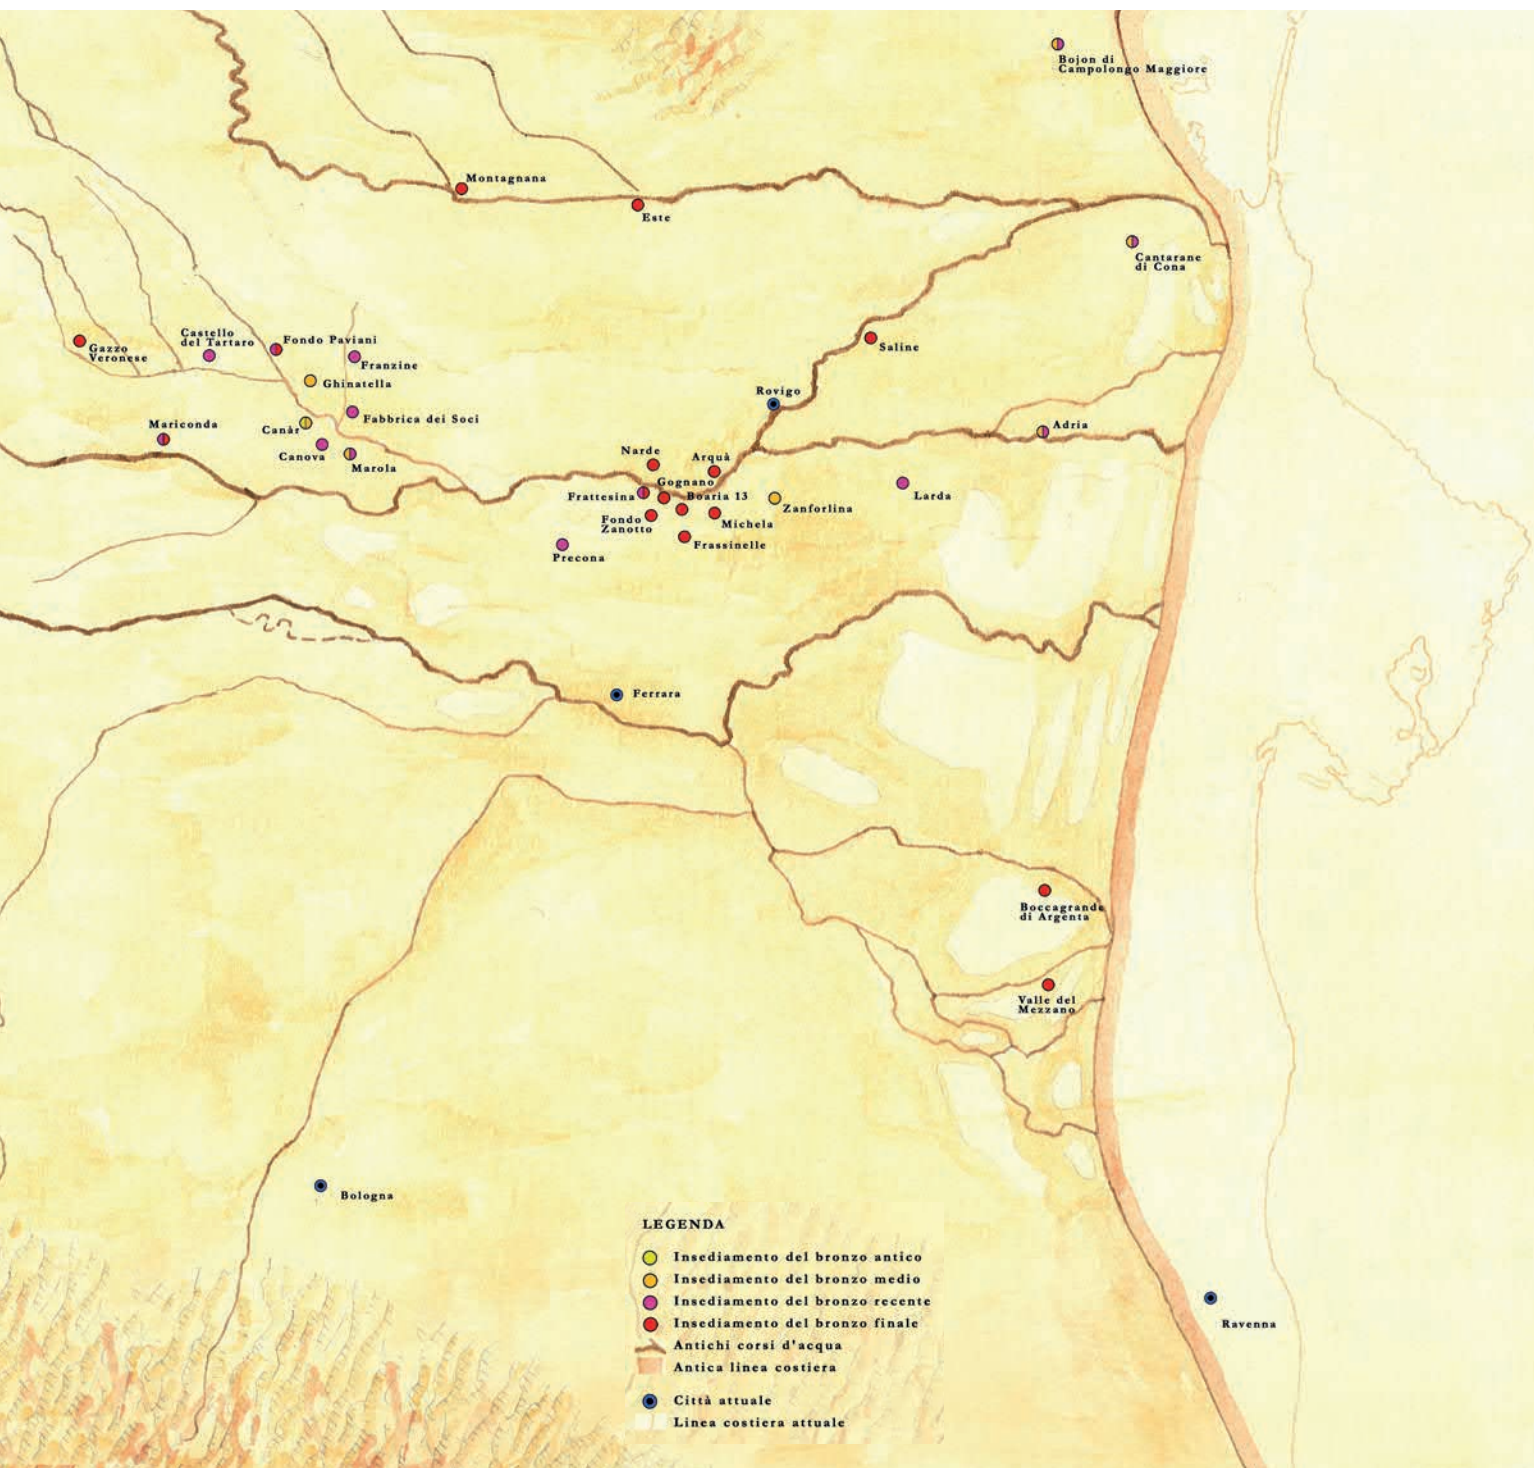 Bojon di
Campolongo Maggiore
Montagnana
Este
Cantarane
di Cona
Gazzo
Veronese
Castello
del Tartaro
Fondo Paviani
Franzine
Saline
Ghinatella
Rovigo
Mariconda
Canàr
Fabbrica dei Soci
Adria
Canova
Marola
Narde
Arquà
Gognano
Frattesina
Boaria 13
Larda
Zanforlina
Fondo
Zanotto
Michela
Frassinelle
Precona
Ferrara
Boccagrande
di Argenta
Valle del
Mezzano
Bologna
LEGENDA
Insediamento del bronzo antico
Insediamento del bronzo medio
Insediamento del bronzo recente
Insediamento del bronzo finale
Antichi corsi d'acqua
Antica linea costiera
Città attuale
Linea costiera attuale
Ravenna